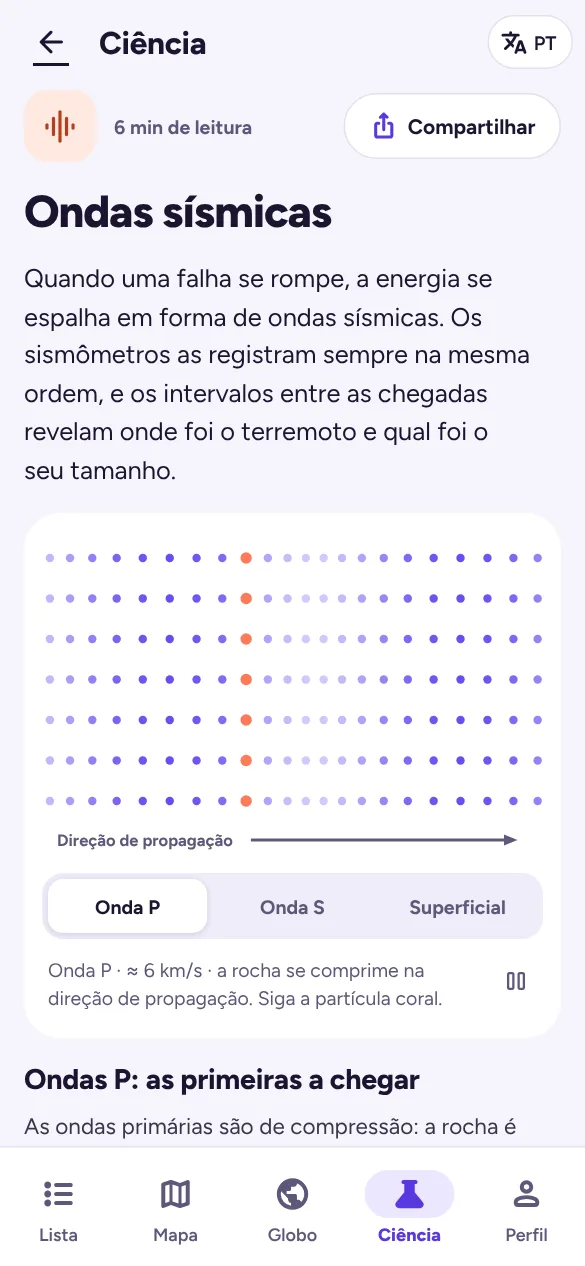 Ciência
PT
6 min de leitura
Compartilhar
Ondas sísmicas
Quando uma falha se rompe, a energia se
espalha em forma de ondas sísmicas. Os
sismômetros as registram sempre na mesma
ordem, e os intervalos entre as chegadas
revelam onde foi o terremoto e qual foi o
seu tamanho.
Direção de propagação
Onda P
Onda S
Superficial
Onda P · ≈ 6 km/s · a rocha se comprime na
direção de propagação. Siga a partícula coral.
Ondas P: as primeiras a chegar
As ondas primárias são de compressão: a rocha é
Lista
Mapa
Globo
Ciência
Perfil